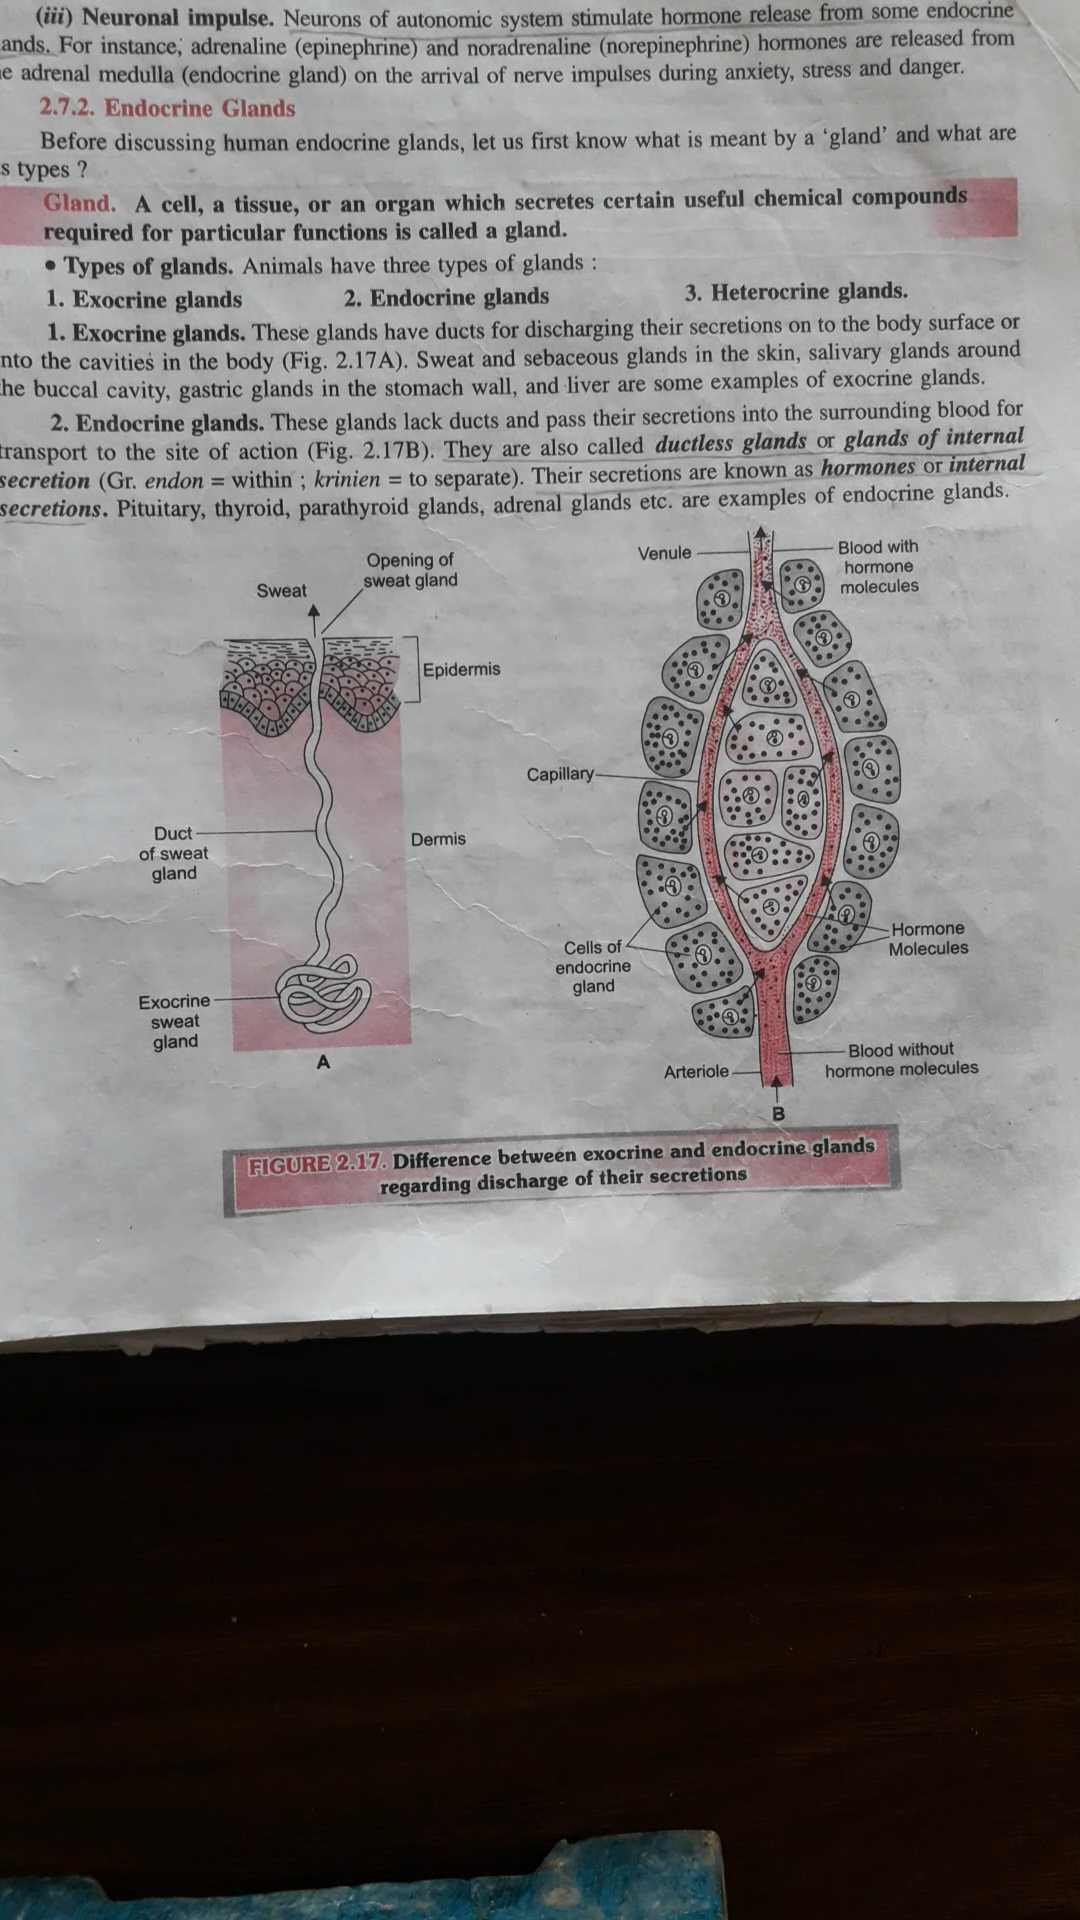 (iii) Neuronal impulse. Neurons of autonomic system stimulate hormone release from some endocrine
ands. For instance, adrenaline (epinephrine) and noradrenaline (norepinephrine) hormones are released from
e adrenal medulla (endocrine gland) on the arrival of nerve impulses during anxiety, stress and danger.
2.7.2. Endocrine Glands
Before discussing human endocrine glands, let us first know what is meant by a ‘gland’ and what are
s types ?
Gland. A cell, a tissue, or an organ which secretes certain useful chemical compounds
required for particular functions is called a gland.
• Types of glands. Animals have three types of glands :
1. Exocrine glands 2. Endocrine glands 3. Heterocrine glands.
1. Exocrine glands. These glands have ducts for discharging their secretions on to the body surface or
nto the cavities in the body (Fig. 2.17A). Sweat and sebaceous glands in the skin, salivary glands around
he buccal cavity, gastric glands in the stomach wall, and liver are some examples of exocrine glands.
2. Endocrine glands. These glands lack ducts and pass their secretions into the surrounding blood for
transport to the site of action (Fig. 2.17B). They are also called ductless glands or glands of internal
secretion (Gr. endon = within ; krinien = to separate). Their secretions are known as hormones or internal
secretions. Pituitary, thyroid, parathyroid glands, adrenal glands etc. are examples of endocrine glands.
Sweat
Opening of
sweat gland
Epidermis
Duct
of sweat
gland
Dermis
Exocrine
sweat
gland
A
Venule
Blood with
hormone
molecules
Capillary
Cells of
endocrine
gland
Hormone
Molecules
Arteriole
Blood without
hormone molecules
B
FIGURE 2.17. Difference between exocrine and endocrine glands
regarding discharge of their secretions